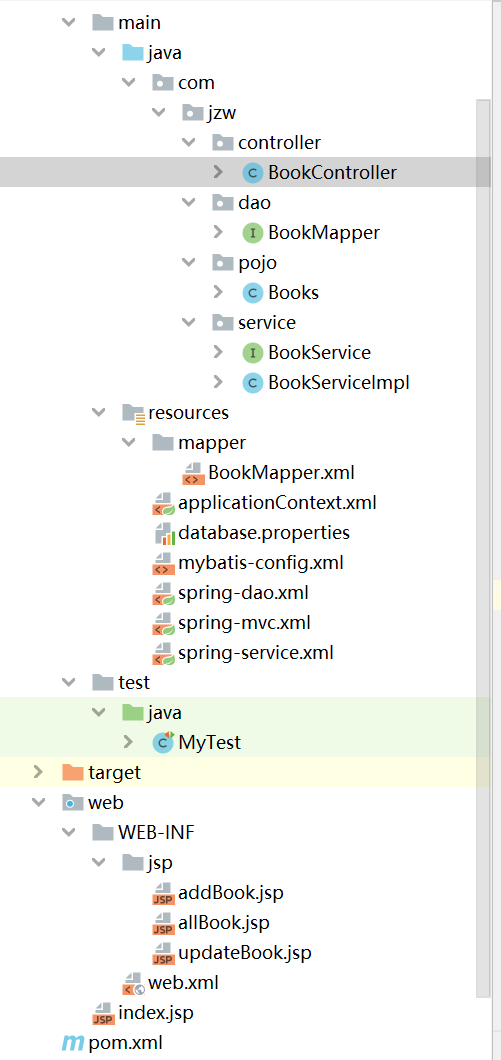 main
java
com
jzw
controller
BookController
dao
BookMapper
pojo
Books
service
BookService
BookServiceImpl
resources
mapper
BookMapper.xml
applicationContext.xml
database.properties
mybatis-config.xml
spring-dao.xml
spring-mvc.xml
spring-service.xml
test
java
MyTest
target
web
WEB-INF
jsp
addBook.jsp
allBook.jsp
updateBook.jsp
web.xml
index.jsp
pom.xml